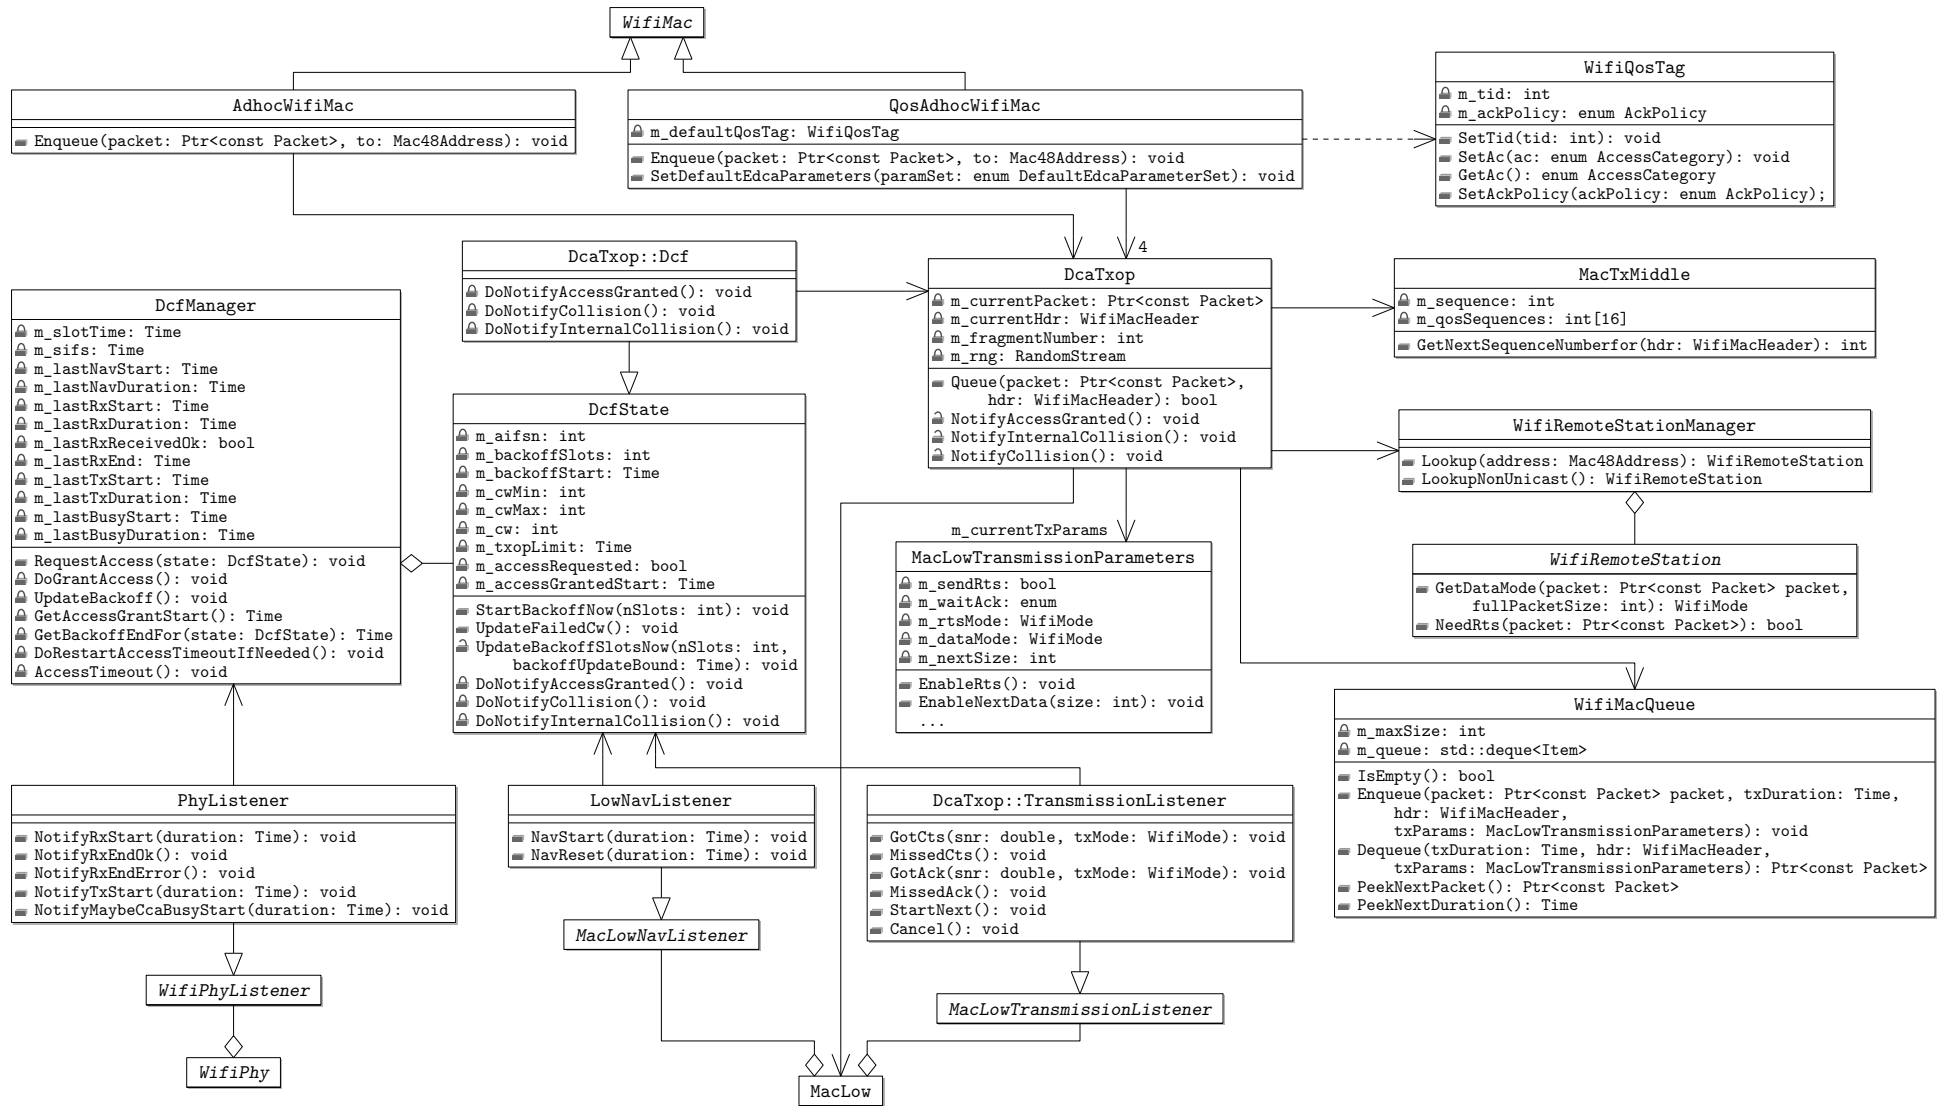 WifiMac
AdhocWifiMac
Enqueue(packet: Ptr<const Packet>, to: Mac48Address): void
QosAdhocWifiMac
m_defaultQosTag: WifiQosTag
Enqueue(packet: Ptr<const Packet>, to: Mac48Address): void
SetDefaultEdcaParameters(paramSet: enum DefaultEdcaParameterSet): void
WifiQosTag
m_tid: int
m_ackPolicy: enum AckPolicy
SetTid(tid: int): void
SetAc(ac: enum AccessCategory): void
GetAc(): enum AccessCategory
SetAckPolicy(ackPolicy: enum AckPolicy);
4
DcfManager
m_slotTime: Time
m_sifs: Time
m_lastNavStart: Time
m_lastNavDuration: Time
m_lastRxStart: Time
m_lastRxDuration: Time
m_lastRxReceivedOk: bool
m_lastRxEnd: Time
m_lastTxStart: Time
m_lastTxDuration: Time
m_lastBusyStart: Time
m_lastBusyDuration: Time
RequestAccess(state: DcfState): void
DoGrantAccess(): void
UpdateBackoff(): void
GetAccessGrantStart(): Time
GetBackoffEndFor(state: DcfState): Time
DoRestartAccessTimeoutIfNeeded(): void
AccessTimeout(): void
DcaTxop::Dcf
DoNotifyAccessGranted(): void
DoNotifyCollision(): void
DoNotifyInternalCollision(): void
DcfState
m_aifsn: int
m_backoffSlots: int
m_backoffStart: Time
m_cwMin: int
m_cwMax: int
m_cw: int
m_txopLimit: Time
m_accessRequested: bool
m_accessGrantedStart: Time
StartBackoffNow(nSlots: int): void
UpdateFailedCw(): void
UpdateBackoffSlotsNow(nSlots: int,
backoffUpdateBound: Time): void
DoNotifyAccessGranted(): void
DoNotifyCollision(): void
DoNotifyInternalCollision(): void
DcaTxop
m_currentPacket: Ptr<const Packet>
m_currentHdr: WifiMacHeader
m_fragmentNumber: int
m_rng: RandomStream
Queue(packet: Ptr<const Packet>,
hdr: WifiMacHeader): bool
NotifyAccessGranted(): void
NotifyInternalCollision(): void
NotifyCollision(): void
MacTxMiddle
m_sequence: int
m_qosSequences: int[16]
GetNextSequenceNumberfor(hdr: WifiMacHeader): int
WifiRemoteStationManager
Lookup(address: Mac48Address): WifiRemoteStation
LookupNonUnicast(): WifiRemoteStation
m_currentTxParams
MacLowTransmissionParameters
m_sendRts: bool
m_waitAck: enum
m_rtsMode: WifiMode
m_dataMode: WifiMode
m_nextSize: int
EnableRts(): void
EnableNextData(size: int): void
...
WifiRemoteStation
GetDataMode(packet: Ptr<const Packet> packet,
fullPacketSize: int): WifiMode
NeedRts(packet: Ptr<const Packet>): bool
WifiMacQueue
m_maxSize: int
m_queue: std::deque<Item>
IsEmpty(): bool
Enqueue(packet: Ptr<const Packet> packet, txDuration: Time,
hdr: WifiMacHeader,
txParams: MacLowTransmissionParameters): void
Dequeue(txDuration: Time, hdr: WifiMacHeader,
txParams: MacLowTransmissionParameters): Ptr<const Packet>
PeekNextPacket(): Ptr<const Packet>
PeekNextDuration(): Time
PhyListener
NotifyRxStart(duration: Time): void
NotifyRxEndOk(): void
NotifyRxEndError(): void
NotifyTxStart(duration: Time): void
NotifyMaybeCcaBusyStart(duration: Time): void
LowNavListener
NavStart(duration: Time): void
NavReset(duration: Time): void
DcaTxop::TransmissionListener
GotCts(snr: double, txMode: WifiMode): void
MissedCts(): void
GotAck(snr: double, txMode: WifiMode): void
MissedAck(): void
StartNext(): void
Cancel(): void
MacLowNavListener
WifiPhyListener
MacLowTransmissionListener
WifiPhy
MacLow